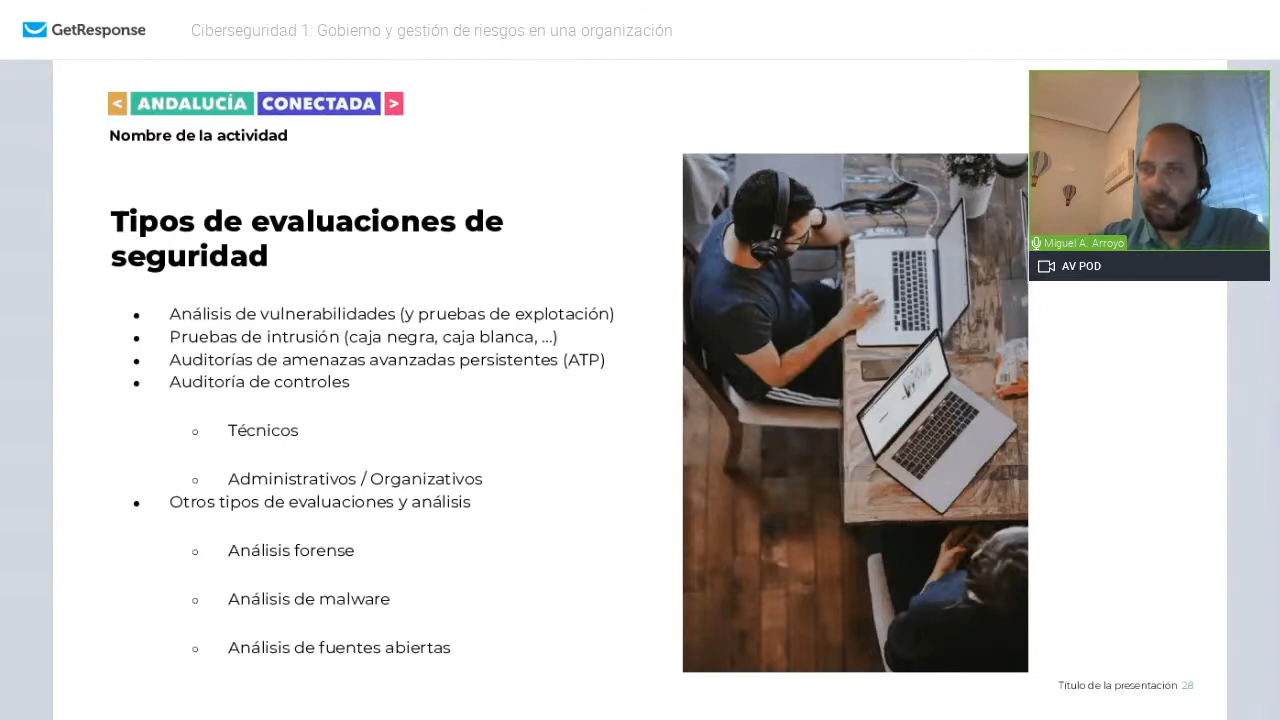 GetResponse
Ciberseguridad 1: Gobierno y gestión de riesgos en una organización
< ANDALUCÍA CONECTADA >
Nombre de la actividad
Tipos de evaluaciones de
seguridad
• Análisis de vulnerabilidades (y pruebas de explotación)
• Pruebas de intrusión (caja negra, caja blanca, ...)
• Auditorías de amenazas avanzadas persistentes (ATP)
• Auditoría de controles
○ Técnicos
○ Administrativos / Organizativos
• Otros tipos de evaluaciones y análisis
○ Análisis forense
○ Análisis de malware
○ Análisis de fuentes abiertas
Miguel A. Arroyo
AV POD
Título de la presentación 28